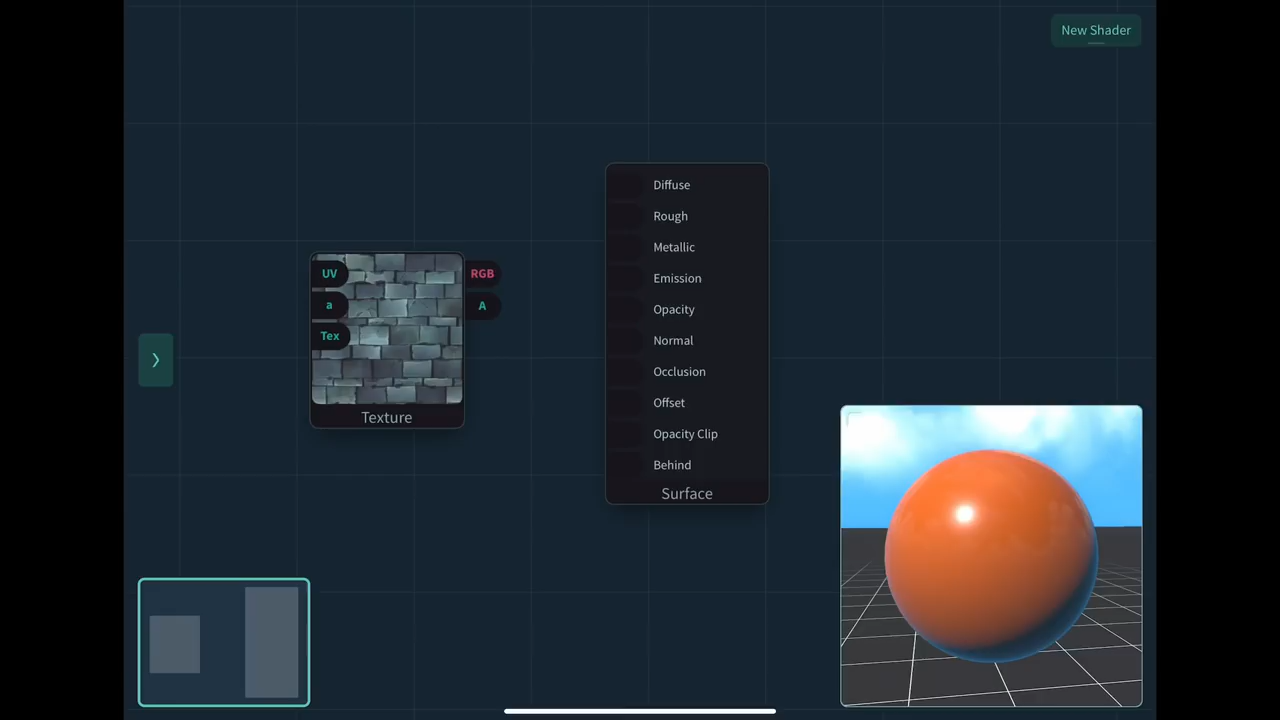 New Shader
UV
a
Tex
RGB
A
Texture
Diffuse
Rough
Metallic
Emission
Opacity
Normal
Occlusion
Offset
Opacity Clip
Behind
Surface